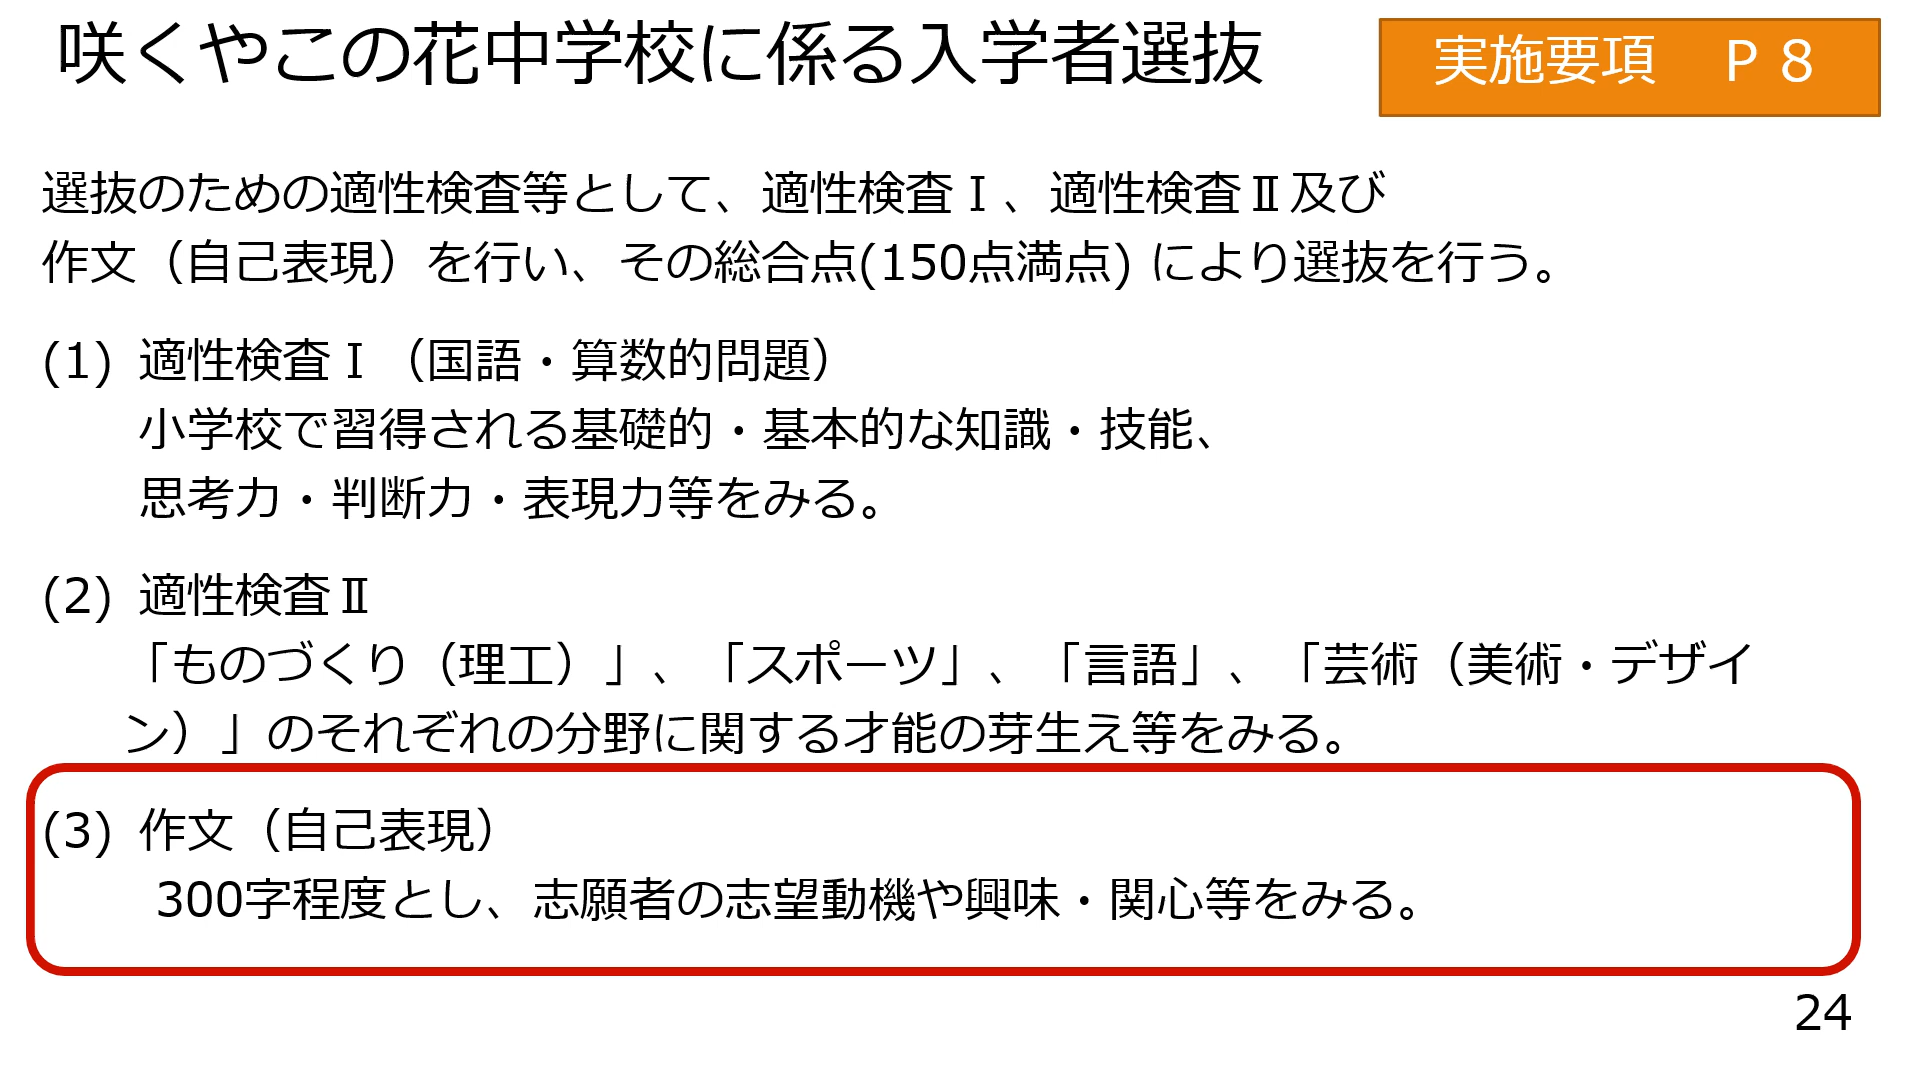 咲くやこの花中学校に係る入学者選抜
実施要項　Ｐ８
選抜のための適性検査等として、適性検査Ⅰ、適性検査Ⅱ及び
作文（自己表現）を行い、その総合点(150点満点) により選抜を行う。
(1) 適性検査Ⅰ（国語・算数的問題）
小学校で習得される基礎的・基本的な知識・技能、
思考力・判断力・表現力等をみる。
(2) 適性検査Ⅱ
「ものづくり（理工）」、「スポーツ」、「言語」、「芸術（美術・デザイ
ン）」のそれぞれの分野に関する才能の芽生え等をみる。
(3) 作文（自己表現）
300字程度とし、志願者の志望動機や興味・関心等をみる。
24